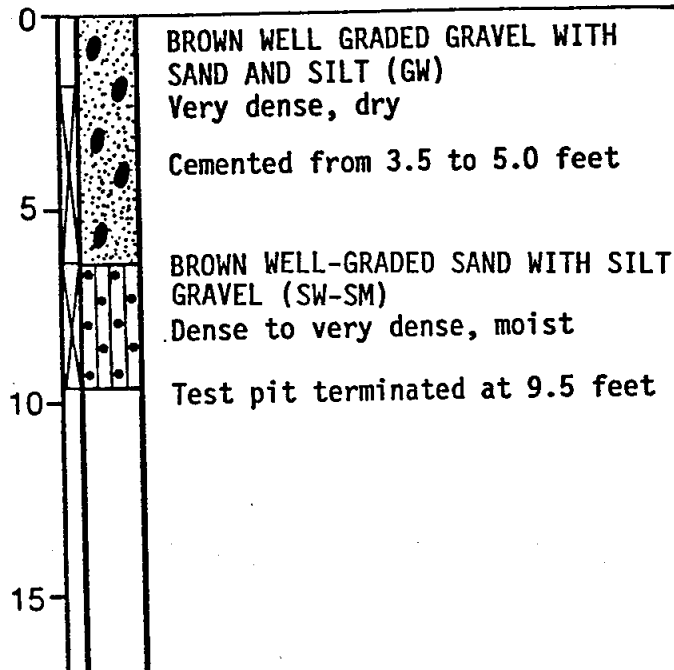 0
BROWN WELL GRADED GRAVEL WITH
SAND AND SILT (GW)
Very dense, dry
Cemented from 3.5 to 5.0 feet
5
BROWN WELL-GRADED SAND WITH SILT
GRAVEL (SW-SM)
Dense to very dense, moist
Test pit terminated at 9.5 feet
10
15